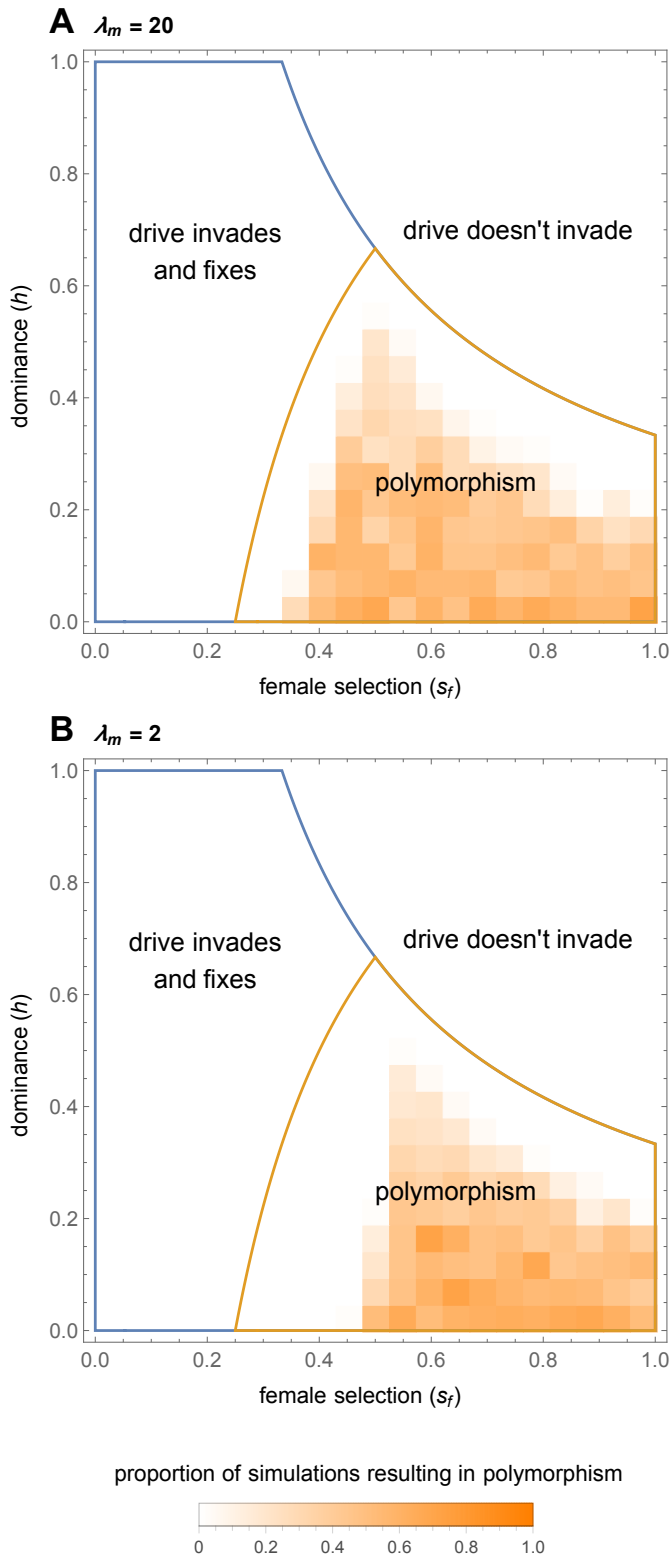 A λm = 20
1.0
0.8
0.6
0.4
0.2
0.0
dominance (h)
drive invades
and fixes
drive doesn't invade
polymorphism
0.0 0.2 0.4 0.6 0.8 1.0
female selection (sf)
B λm = 2
1.0
0.8
0.6
0.4
0.2
0.0
dominance (h)
drive invades
and fixes
drive doesn't invade
polymorphism
0.0 0.2 0.4 0.6 0.8 1.0
female selection (sf)
proportion of simulations resulting in polymorphism
0 0.2 0.4 0.6 0.8 1.0